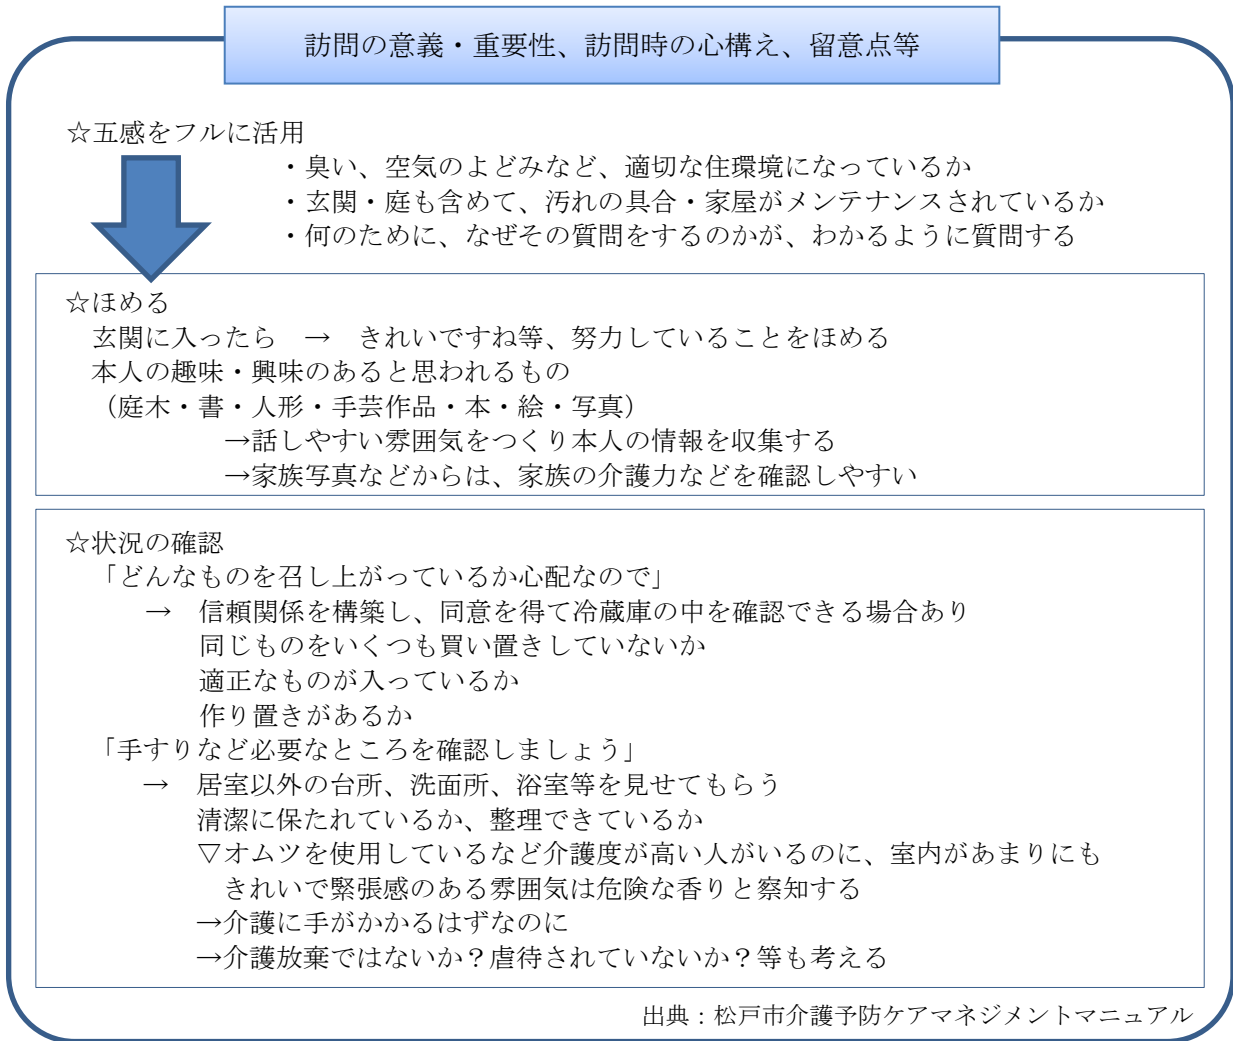 訪問の意義・重要性、訪問時の心構え、留意点等
☆五感をフルに活用
・臭い、空気のよどみなど、適切な住環境になっているか
・玄関・庭も含めて、汚れの具合・家屋がメンテナンスされているか
・何のために、なぜその質問をするのかが、わかるように質問する
☆ほめる
玄関に入ったら　→　きれいですね等、努力していることをほめる
本人の趣味・興味のあると思われるもの
（庭木・書・人形・手芸作品・本・絵・写真）
→話しやすい雰囲気をつくり本人の情報を収集する
→家族写真などからは、家族の介護力などを確認しやすい
☆状況の確認
「どんなものを召し上がっているか心配なので」
→　信頼関係を構築し、同意を得て冷蔵庫の中を確認できる場合あり
同じものをいくつも買い置きしていないか
適正なものが入っているか
作り置きがあるか
「手すりなど必要なところを確認しましょう」
→　居室以外の台所、洗面所、浴室等を見せてもらう
清潔に保たれているか、整理できているか
▽オムツを使用しているなど介護度が高い人がいるのに、室内があまりにも
きれいで緊張感のある雰囲気は危険な香りと察知する
→介護に手がかかるはずなのに
→介護放棄ではないか？虐待されていないか？等も考える
出典：松戸市介護予防ケアマネジメントマニュアル